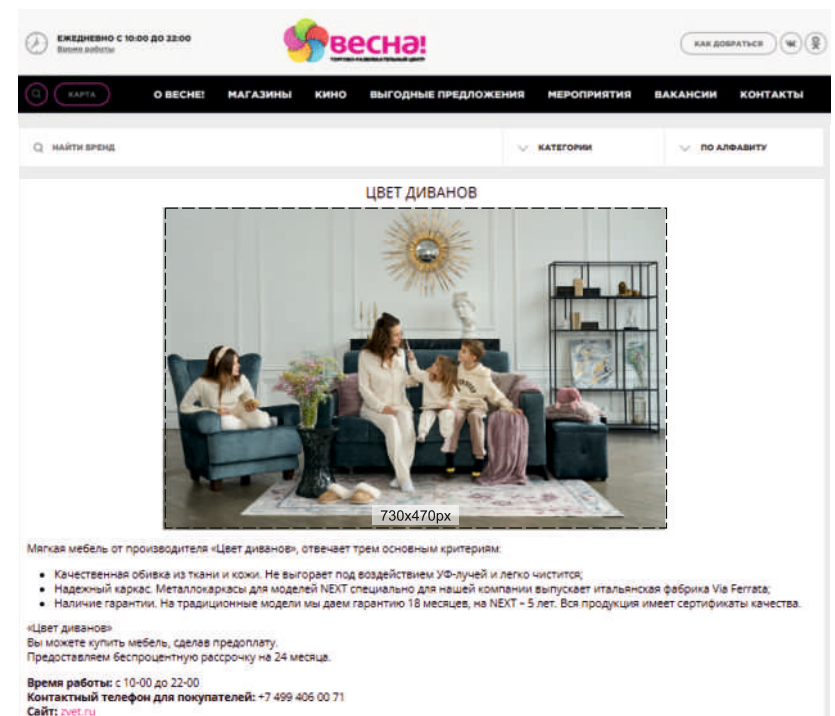 ЕЖЕДНЕВНО С 10:00 ДО 22:00
Время работы
весна!
ТОРГОВО-РАЗВЛЕКАТЕЛЬНЫЙ ЦЕНТР
КАК ДОБРАТЬСЯ
КАРТА
О ВЕСНЕ!
МАГАЗИНЫ
КИНО
ВЫГОДНЫЕ ПРЕДЛОЖЕНИЯ
МЕРОПРИЯТИЯ
ВАКАНСИИ
КОНТАКТЫ
НАЙТИ БРЕНД
КАТЕГОРИИ
ПО АЛФАВИТУ
ЦВЕТ ДИВАНОВ
730x470px
Мягкая мебель от производителя «Цвет диванов», отвечает трем основным критериям:
• Качественная обивка из ткани и кожи. Не выгорает под воздействием УФ-лучей и легко чистится;
• Надежный каркас. Металлокаркасы для моделей NEXT специально для нашей компании выпускает итальянская фабрика Via Ferrata;
• Наличие гарантии. На традиционные модели мы даем гарантию 18 месяцев, на NEXT – 5 лет. Вся продукция имеет сертификаты качества.
«Цвет диванов»
Вы можете купить мебель, сделав предоплату.
Предоставляем беспроцентную рассрочку на 24 месяца.
Время работы: с 10-00 до 22-00
Контактный телефон для покупателей: +7 499 406 00 71
Сайт: zvet.ru